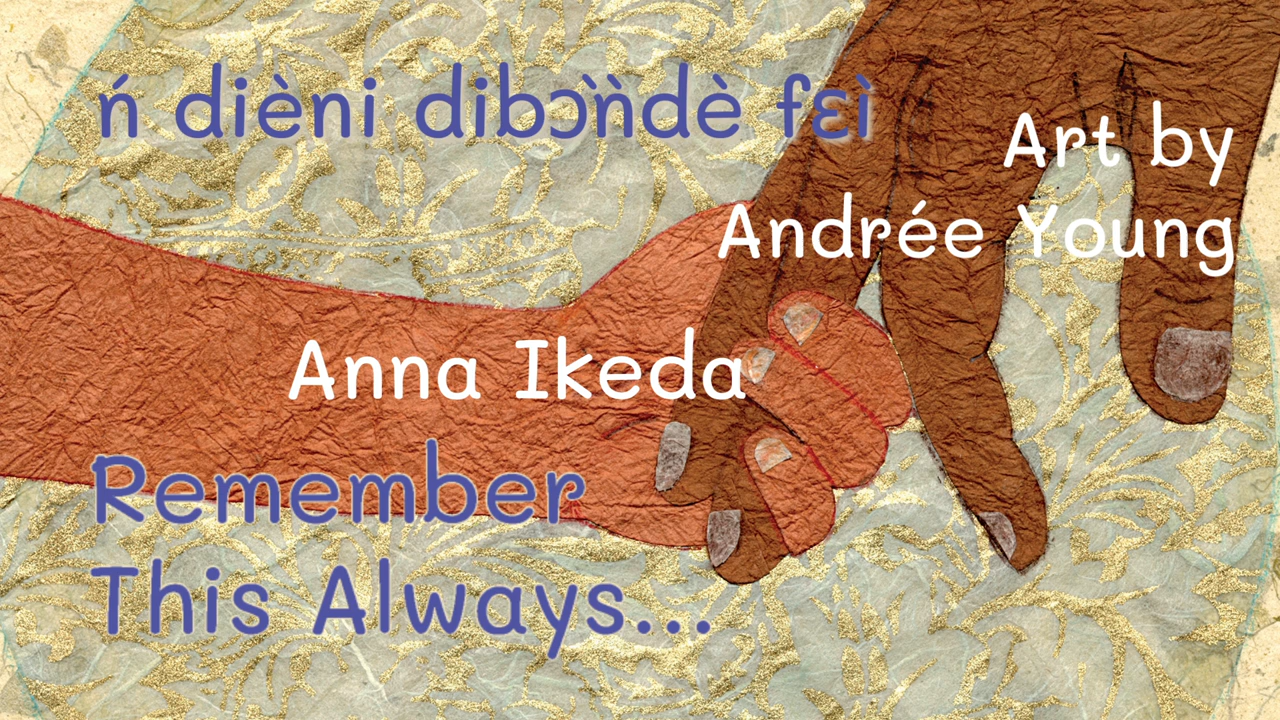 ń dièni dibɔ̀ǹdè fɛì
Art by
Andrée Young
Anna Ikeda
Remember
This Always...